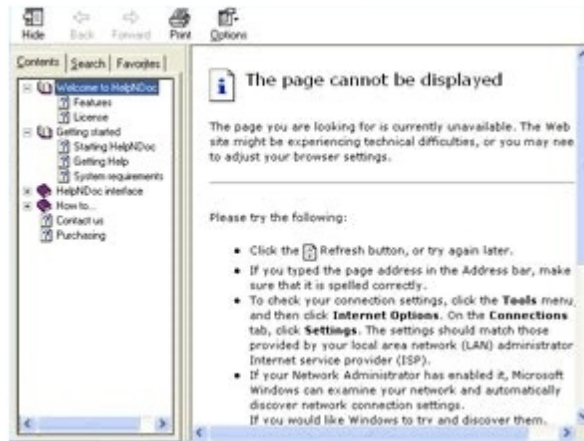 Hide Back Forward Print Options
Contents Search Favorites
Welcome to HelpNDoc
Features
License
Getting started
Starting HelpNDoc
Getting Help
System requirements
HelpNDoc interface
How to...
Contact us
Purchasing
The page cannot be displayed
The page you are looking for is currently unavailable. The Web
site might be experiencing technical difficulties, or you may nee
to adjust your browser settings.
Please try the following:
• Click the Refresh button, or try again later.
• If you typed the page address in the Address bar, make
sure that it is spelled correctly.
• To check your connection settings, click the Tools menu,
and then click Internet Options. On the Connections
tab, click Settings. The settings should match those
provided by your local area network (LAN) administrator
Internet service provider (ISP).
• If your Network Administrator has enabled it, Microsoft
Windows can examine your network and automatically
discover network connection settings.
If you would like Windows to try and discover them,